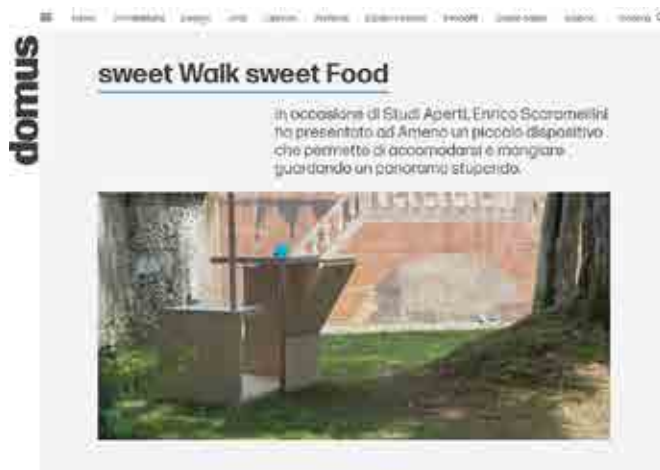 domus
sweet Walk sweet Food
In occasione di Studi Aperti, Enrico Scaramellini
ha presentato ad Ameno un piccolo dispositivo
che permette di accomodarsi e mangiare
guardando un panorama stupendo.